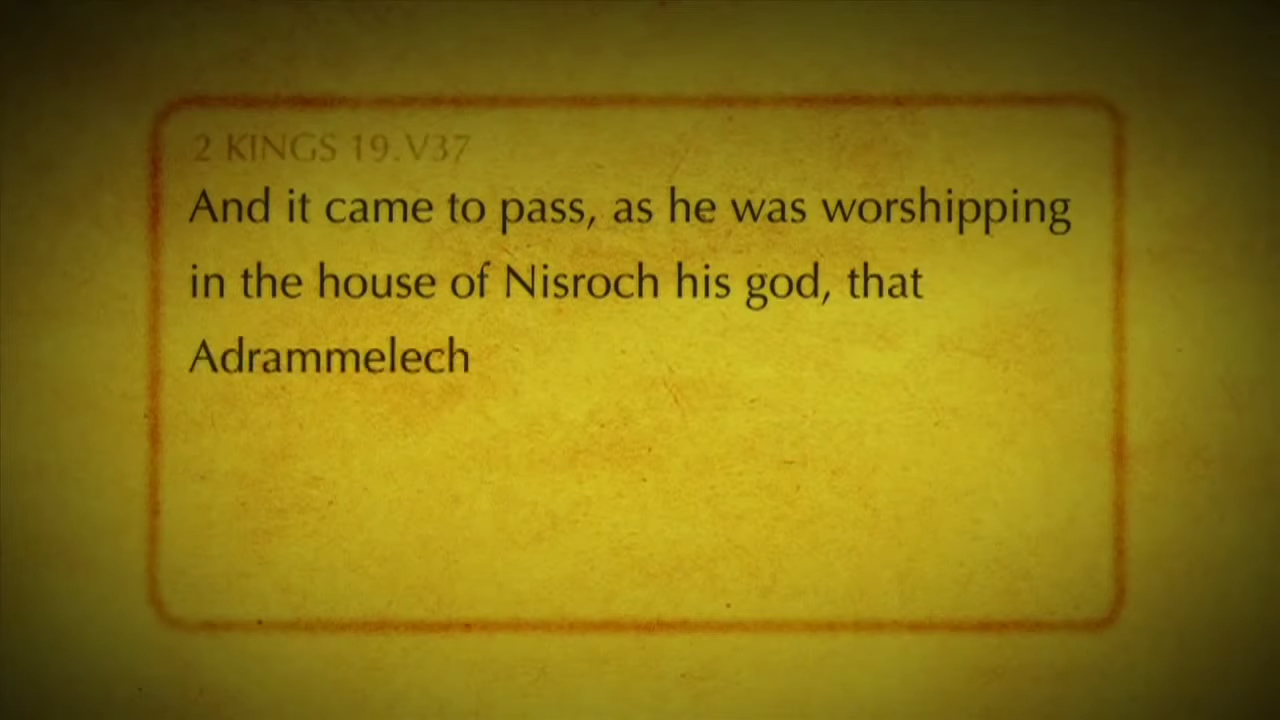 2 KINGS 19.V37
And it came to pass, as he was worshipping
in the house of Nisroch his god, that
Adrammelech